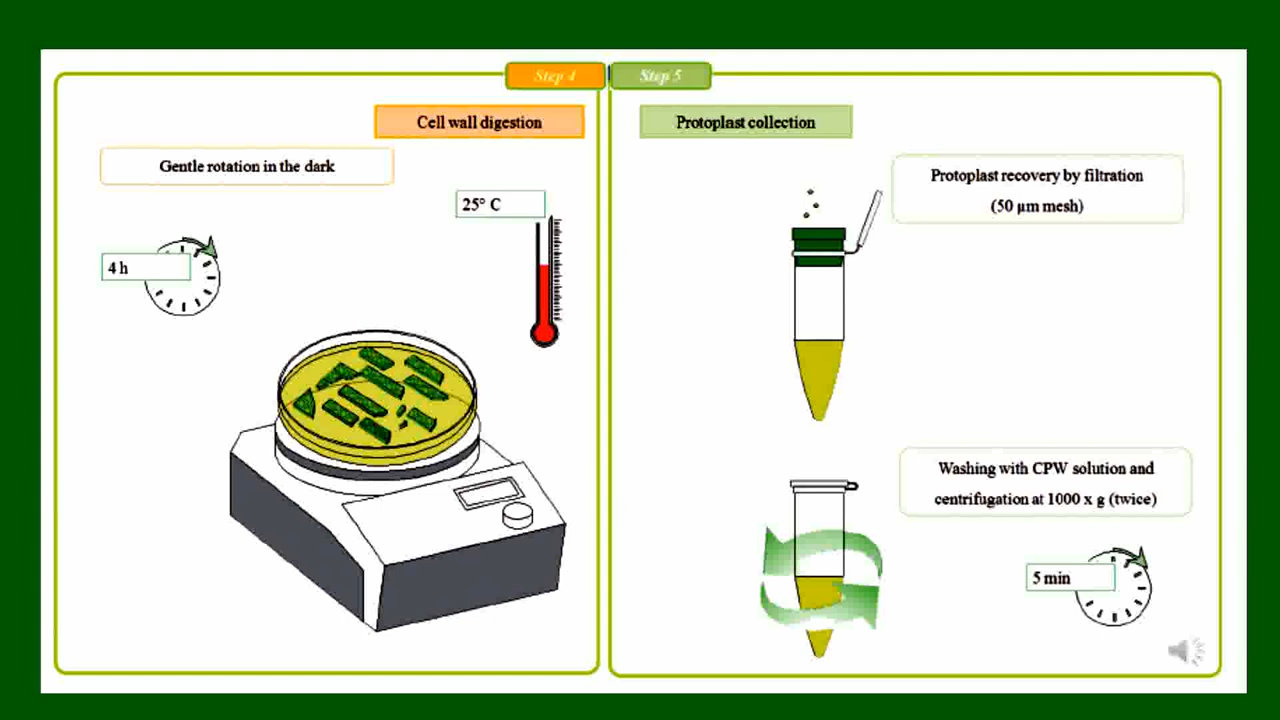 Step 4
Step 5
Cell wall digestion
Protoplast collection
Gentle rotation in the dark
25° C
4 h
Protoplast recovery by filtration
(50 µm mesh)
Washing with CPW solution and
centrifugation at 1000 x g (twice)
5 min